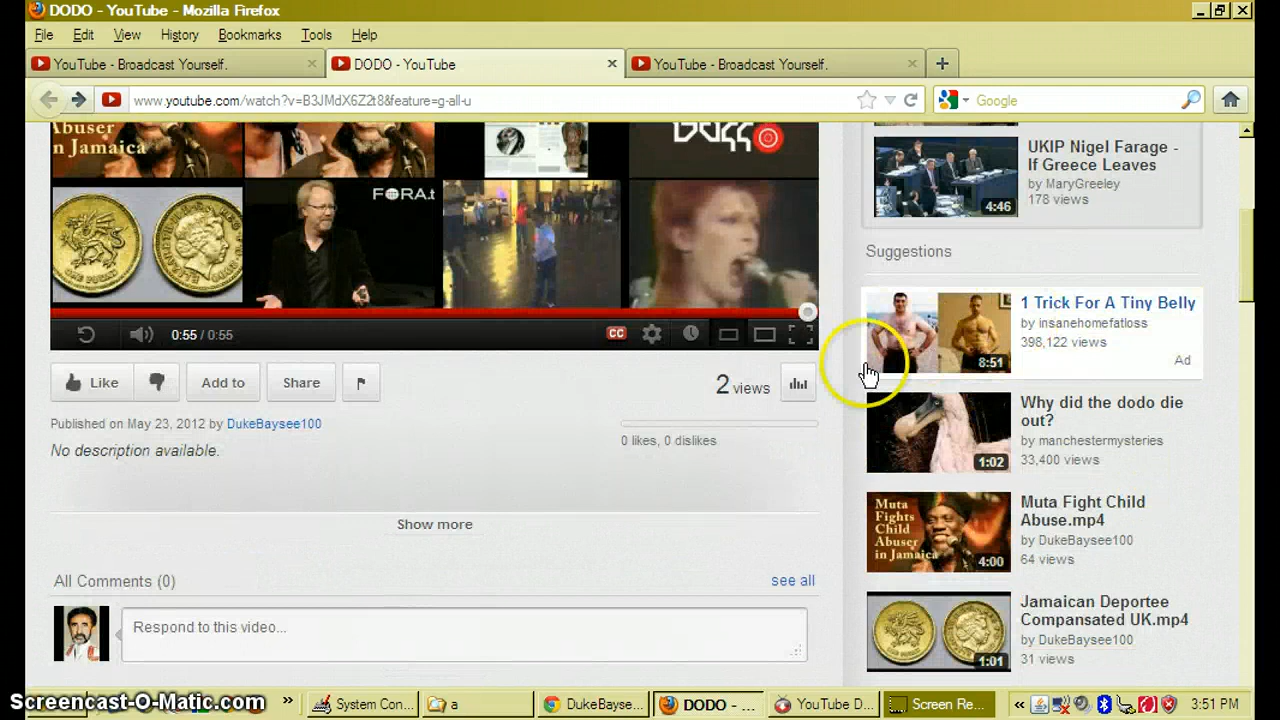 DODO - YouTube - Mozilla Firefox
File Edit View History Bookmarks Tools Help
YouTube - Broadcast Yourself.
DODO - YouTube
YouTube - Broadcast Yourself.
www.youtube.com/watch?v=B3JMdX6Z2t8&feature=g-all-u
Google
Abuser
in Jamaica
FORA.t
0:55 / 0:55
CC
Like
Add to
Share
2 views
Published on May 23, 2012 by DukeBaysee100
0 likes, 0 dislikes
No description available.
Show more
All Comments (0)
see all
Respond to this video...
UKIP Nigel Farage -
If Greece Leaves
by MaryGreeley
178 views
4:46
Suggestions
1 Trick For A Tiny Belly
by insanehomefatloss
398,122 views
Ad
8:51
Why did the dodo die
out?
by manchestermysteries
33,400 views
1:02
Muta Fight Child
Abuse.mp4
by DukeBaysee100
64 views
Muta
Fights
Child
Abuser
in Jamaica
4:00
Jamaican Deportee
Compensated UK.mp4
by DukeBaysee100
31 views
1:01
Screencast-O-Matic.com
System Con...
a
DukeBayse...
DODO - ...
YouTube D...
Screen Re...
3:51 PM